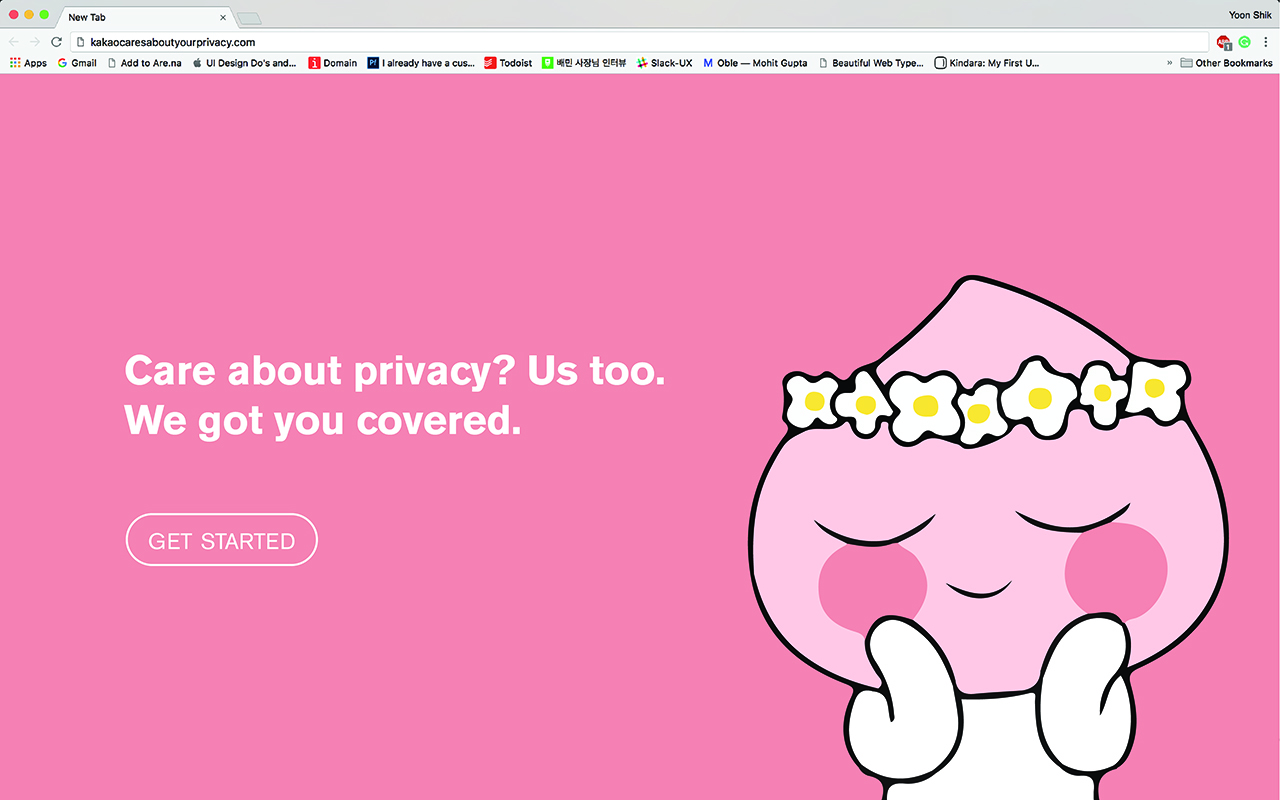 New Tab
Yoon Shik
kakaocaresaboutyourprivacy.com
Apps Gmail Add to Are.na UI Design Do's and... Domain I already have a cus... Todoist 배민 사장님 인터뷰 Slack-UX Oble — Mohit Gupta Beautiful Web Type... Kindara: My First U... » Other Bookmarks
Care about privacy? Us too.
We got you covered.
GET STARTED